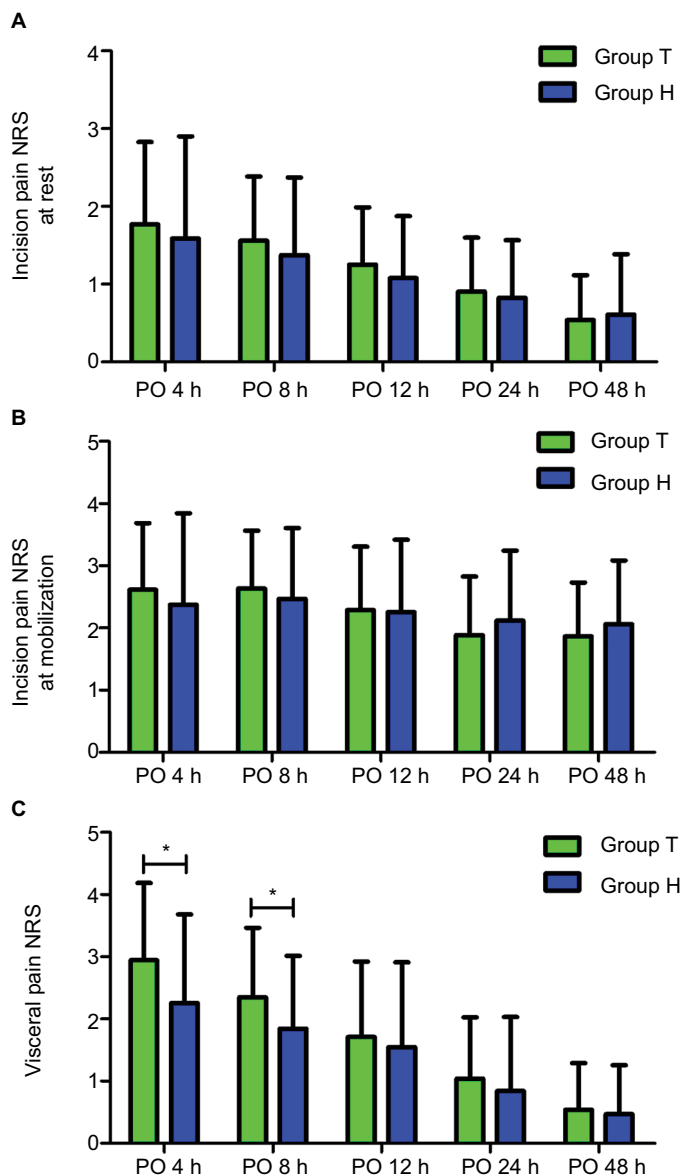 A
Incision pain NRS
at rest
4
3
2
1
0
Group T
Group H
PO 4 h PO 8 h PO 12 h PO 24 h PO 48 h
B
Incision pain NRS
at mobilization
5
4
3
2
1
0
Group T
Group H
PO 4 h PO 8 h PO 12 h PO 24 h PO 48 h
C
Visceral pain NRS
5
4
3
2
1
0
*
*
Group T
Group H
PO 4 h PO 8 h PO 12 h PO 24 h PO 48 h